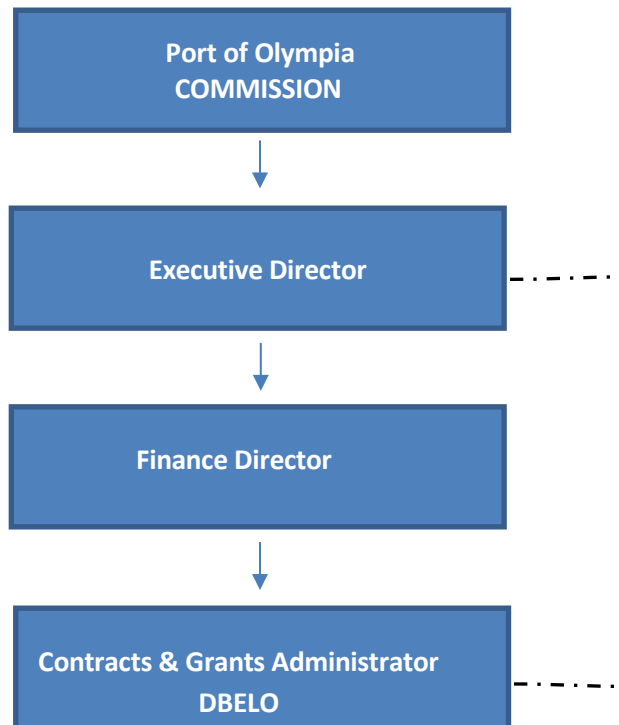 Port of Olympia
COMMISSION
Executive Director
Finance Director
Contracts & Grants Administrator
DBELO